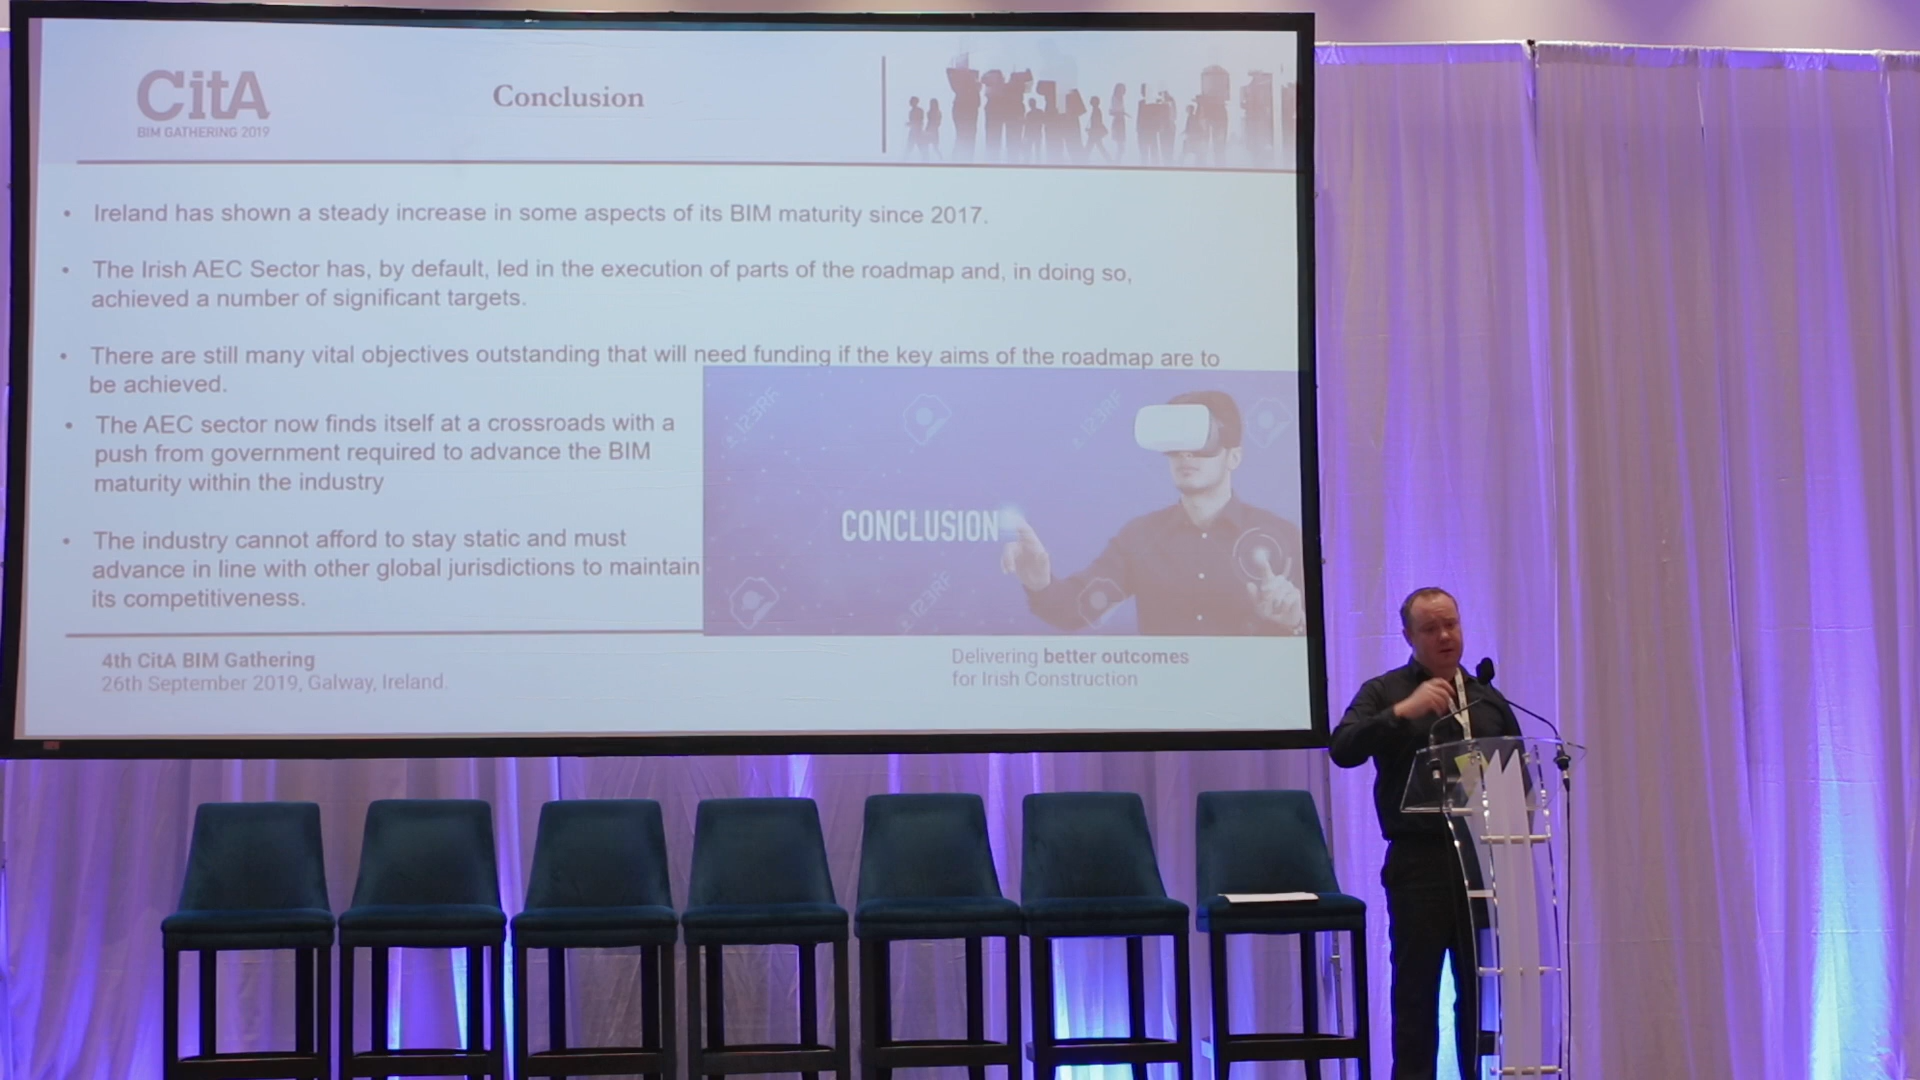 CitA
BIM GATHERING 2019
Conclusion
• Ireland has shown a steady increase in some aspects of its BIM maturity since 2017.
• The Irish AEC Sector has, by default, led in the execution of parts of the roadmap and, in doing so,
achieved a number of significant targets.
• There are still many vital objectives outstanding that will need funding if the key aims of the roadmap are to
be achieved.
• The AEC sector now finds itself at a crossroads with a
push from government required to advance the BIM
maturity within the industry
• The industry cannot afford to stay static and must
advance in line with other global jurisdictions to maintain
its competitiveness.
123RF
123RF
CONCLUSION
123RF
4th CitA BIM Gathering
26th September 2019, Galway, Ireland.
Delivering better outcomes
for Irish Construction